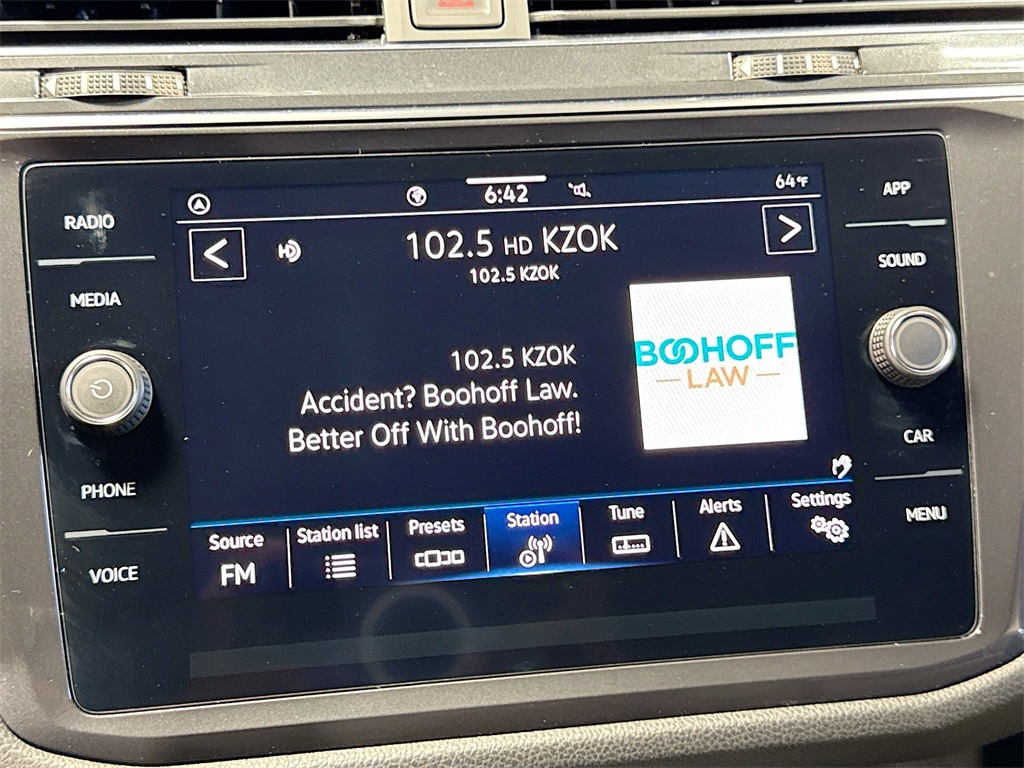 RADIO
MEDIA
PHONE
VOICE
6:42
64°F
102.5 HD KZOK
102.5 KZOK
102.5 KZOK
Accident? Boohoff Law.
Better Off With Boohoff!
BOOHOFF
LAW
Source
FM
Station list
Presets
Station
Tune
Alerts
Settings
APP
SOUND
CAR
MENU